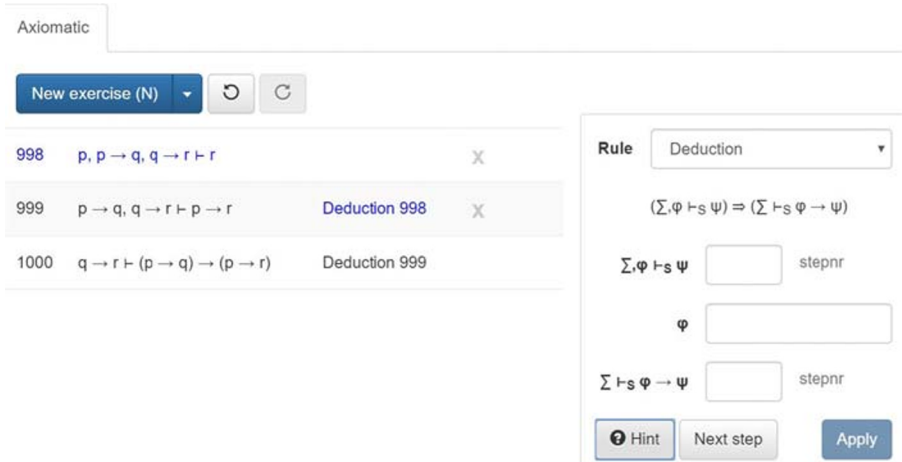 Axiomatic
New exercise (N)
998 p, p → q, q → r ⊢ r X
999 p → q, q → r ⊢ p → r Deduction 998 X
1000 q → r ⊢ (p → q) → (p → r) Deduction 999
Rule Deduction
(∑,φ ⊢S ψ) ⇒ (∑ ⊢S φ → ψ)
∑,φ ⊢S ψ stepnr
φ
∑ ⊢S φ → ψ stepnr
? Hint Next step Apply